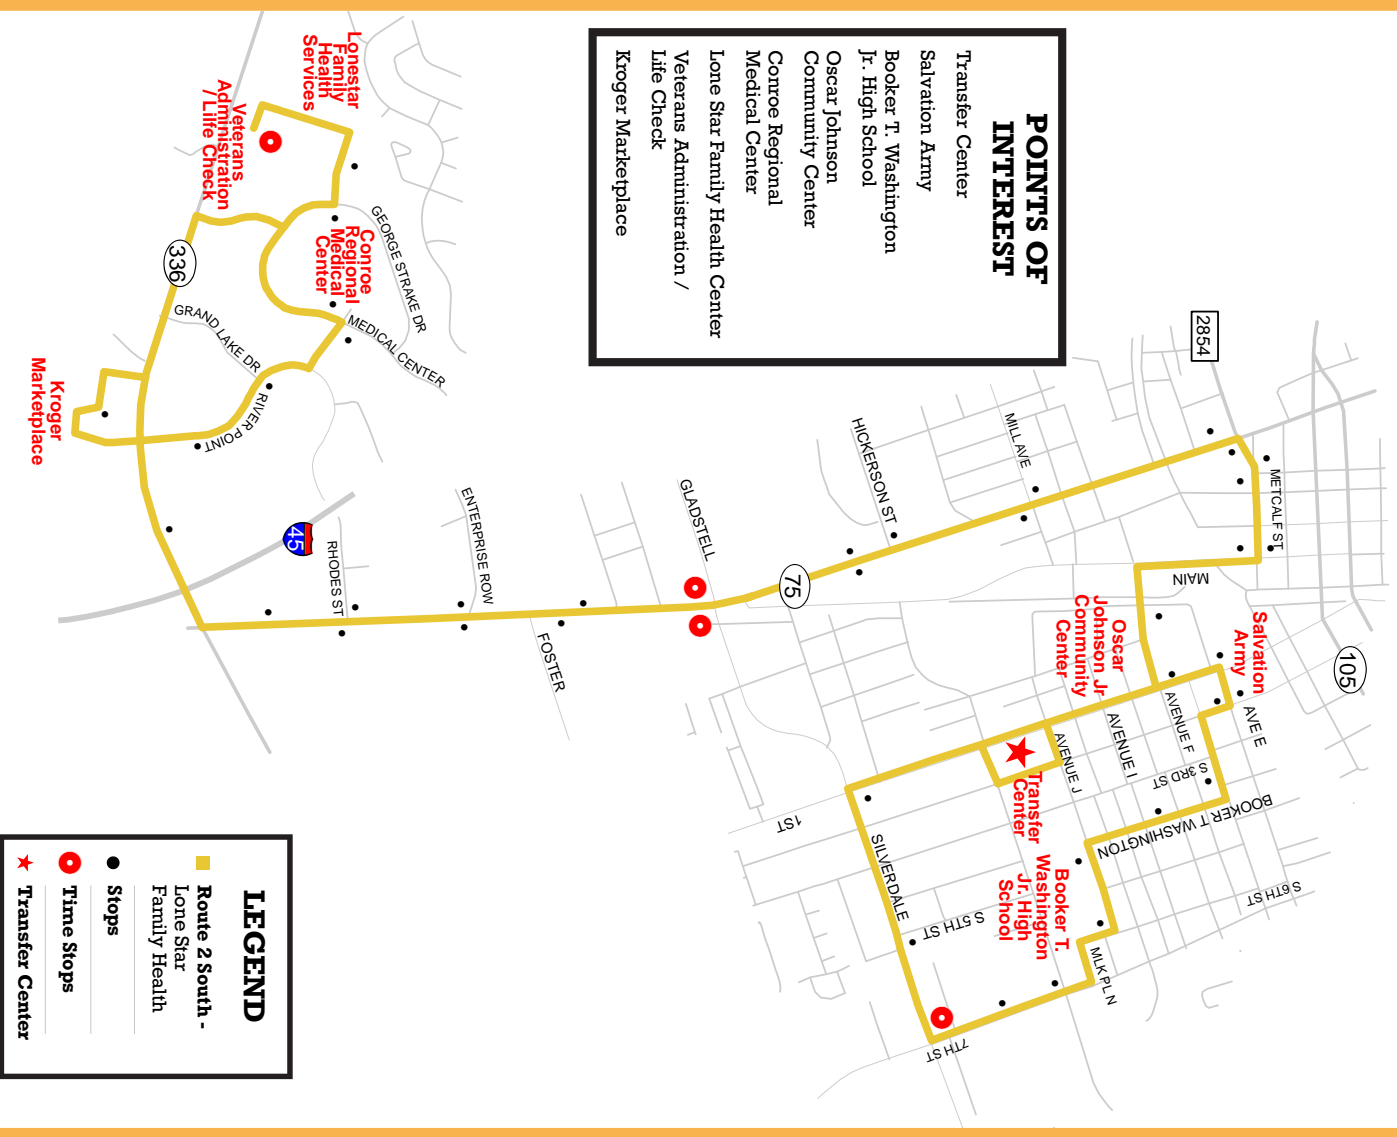 POINTS OF
INTEREST
Transfer Center
Salvation Army
Booker T. Washington
Jr. High School
Oscar Johnson
Community Center
Conroe Regional
Medical Center
Lone Star Family Health Center
Veterans Administration /
Life Check
Kroger Marketplace
Lonestar
Family
Health
Services
Veterans
Administration
/ Life Check
Conroe
Regional
Medical
Center
Kroger
Marketplace
GEORGE STRAKE DR
MEDICAL CENTER
GRAND LAKE DR
RIVER POINT
336
45
RHODES ST
ENTERPRISE ROW
FOSTER
GLADSTELL
75
HICKERSON ST
MILL AVE
2854
METCALF ST
MAIN
105
Salvation
Army
Oscar
Johnson Jr
Community
Center
AVE E
AVENUE F
AVENUE I
AVENUE J
S 3RD ST
BOOKER T WASHINGTON
Transfer
Center
Booker T.
Washington
Jr. High
School
1ST
SILVERDALE
S 5TH ST
S 6TH ST
MLK PL N
7TH ST
LEGEND
Route 2 South -
Lone Star
Family Health
Stops
Time Stops
Transfer Center